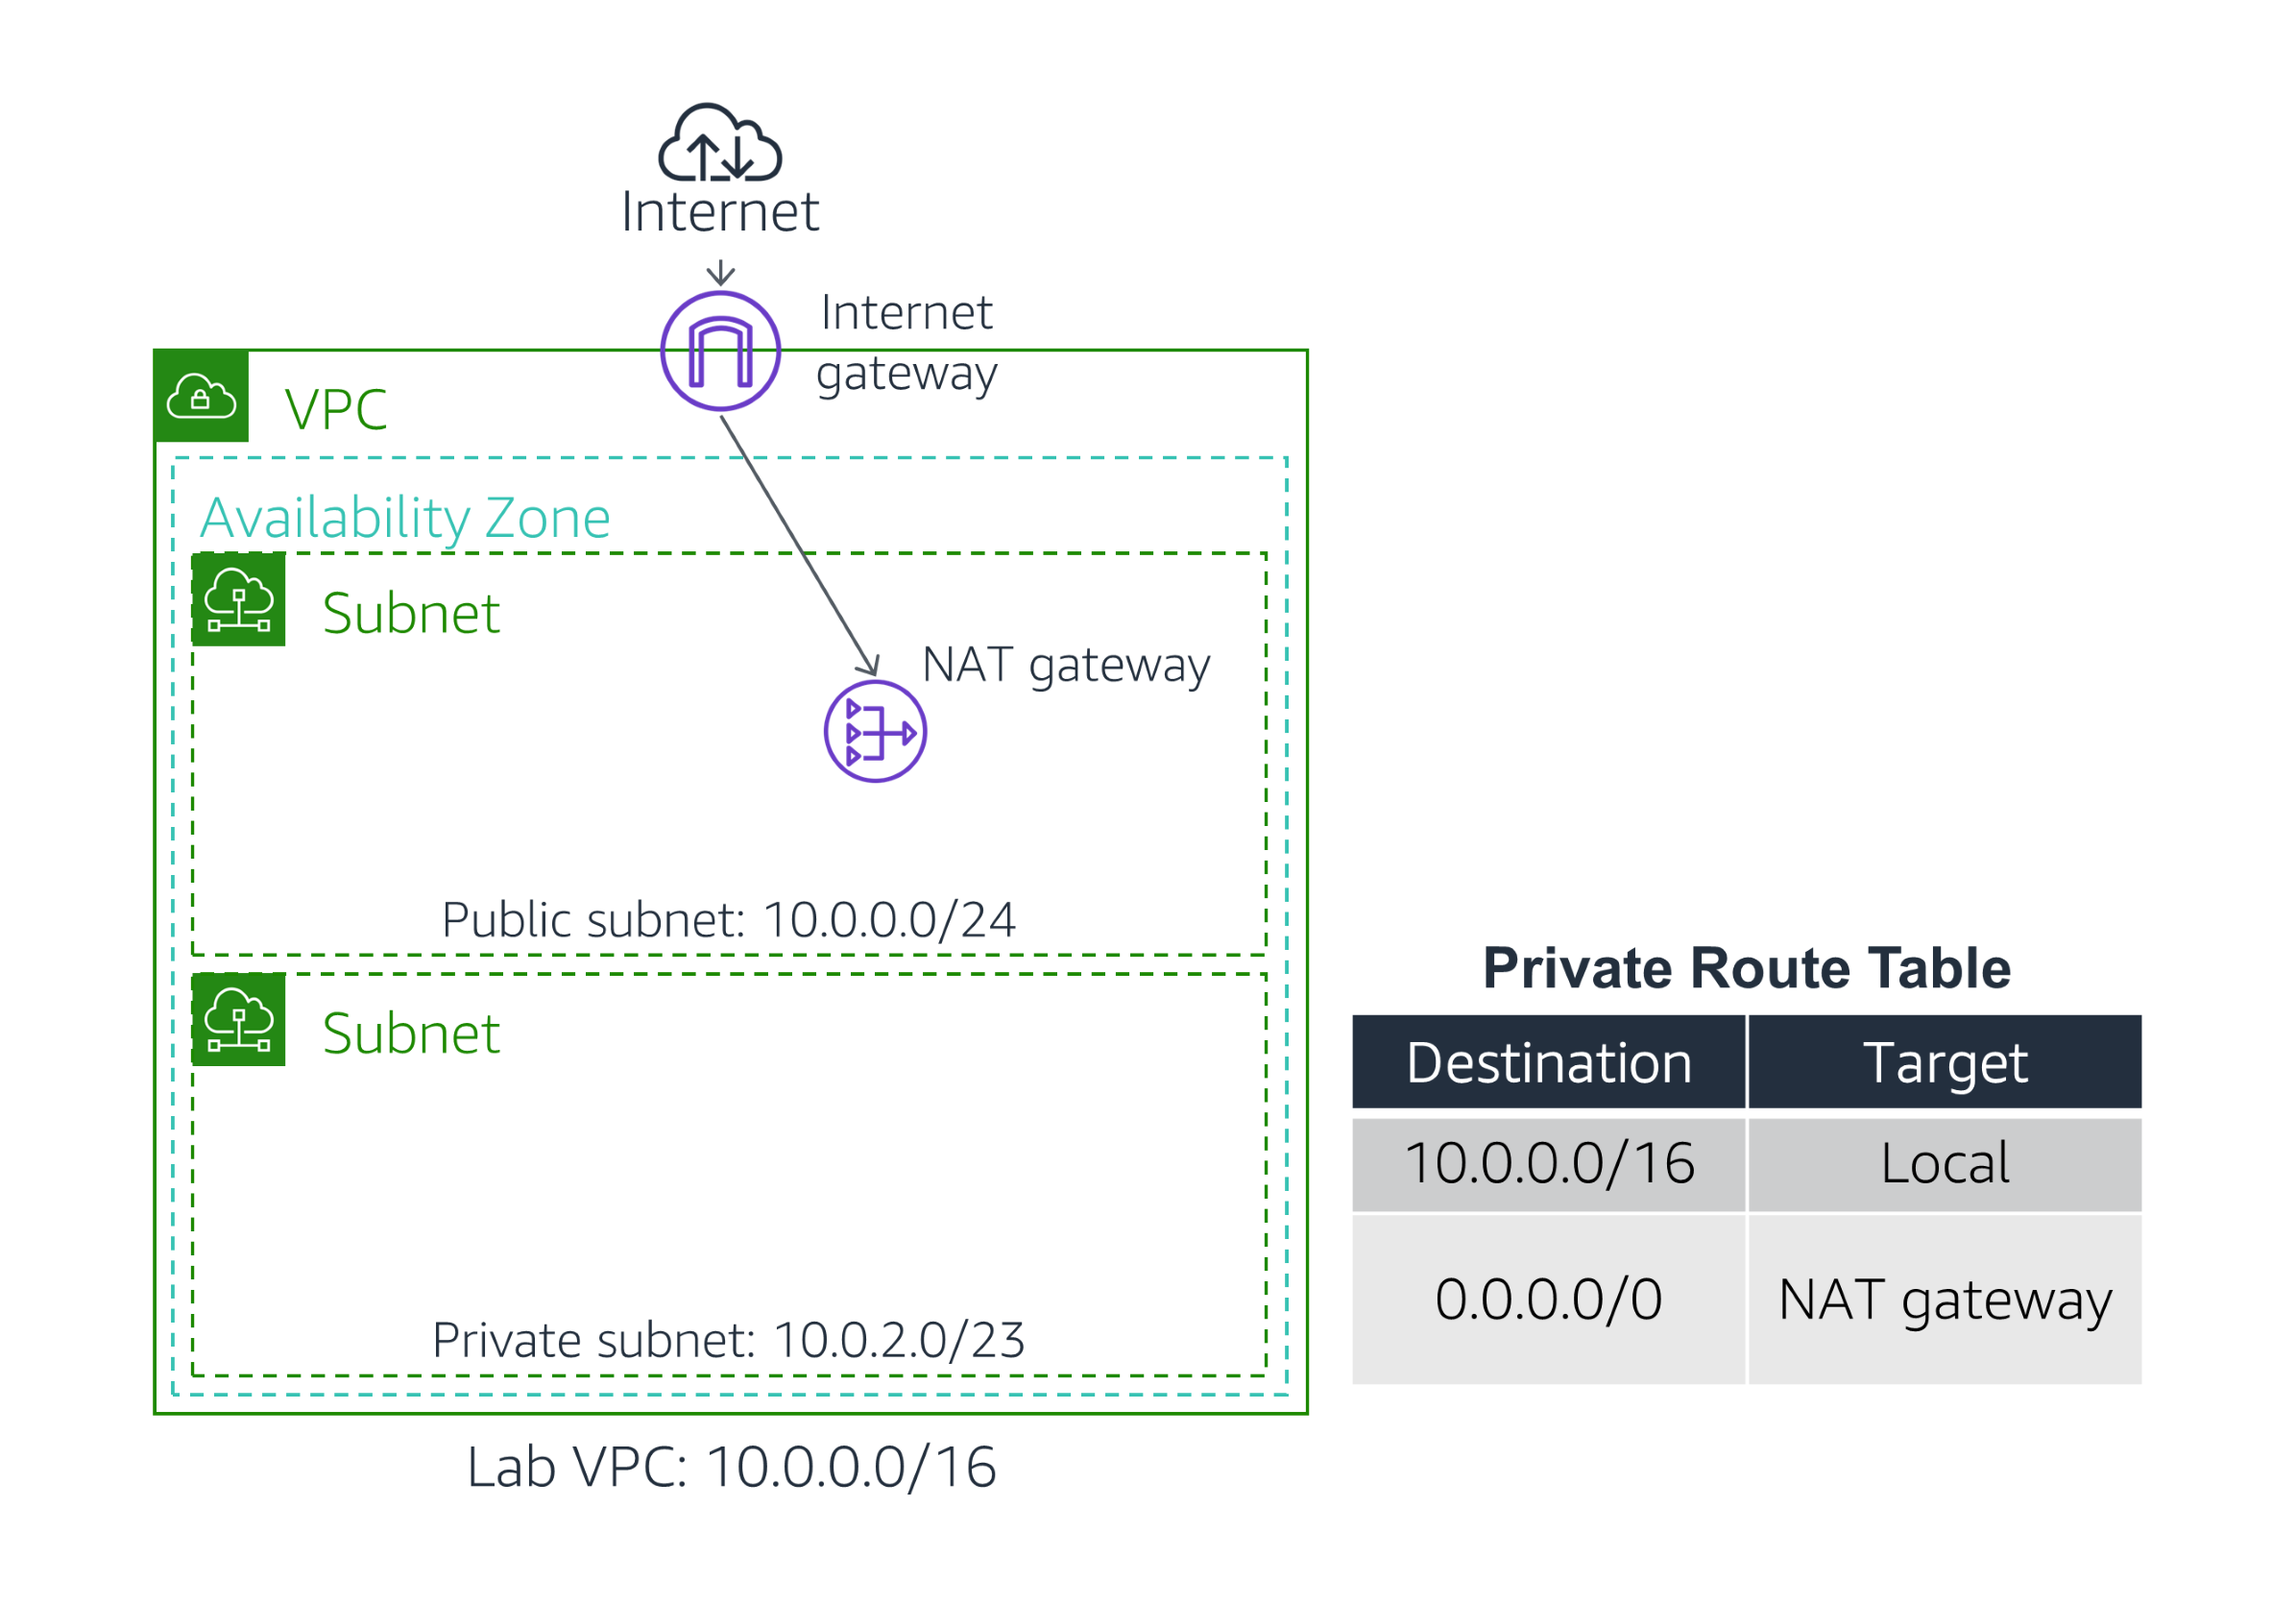 Internet
Internet
gateway
VPC
Availability Zone
Subnet
NAT gateway
Public subnet: 10.0.0.0/24
Subnet
Private subnet: 10.0.2.0/23
Lab VPC: 10.0.0.0/16
Private Route Table
Destination Target
10.0.0.0/16 Local
0.0.0.0/0 NAT gateway